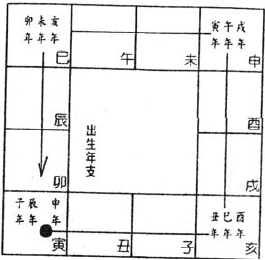 卯年 未年 亥年
寅年 午年 戌年
巳
午
未
申
辰
酉
出生年支
卯
戌
子年 辰年 申年
丑年 巳年 酉年
寅
丑
子
亥